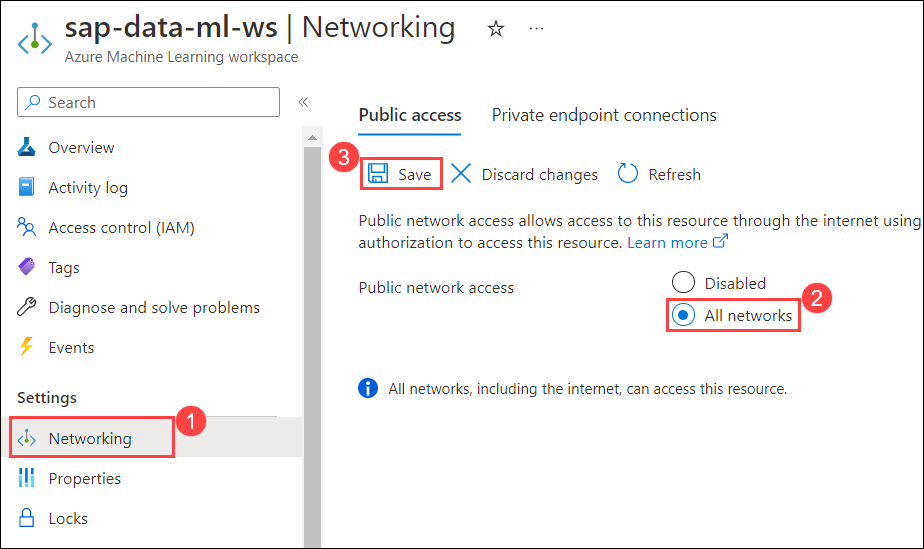 sap-data-ml-ws | Networking
Azure Machine Learning workspace
Search
Overview
Activity log
Access control (IAM)
Tags
Diagnose and solve problems
Events
Settings
1
Networking
Properties
Locks
Public access
Private endpoint connections
3
Save
Discard changes
Refresh
Public network access allows access to this resource through the internet using
authorization to access this resource. Learn more
Public network access
Disabled
2
All networks
All networks, including the internet, can access this resource.